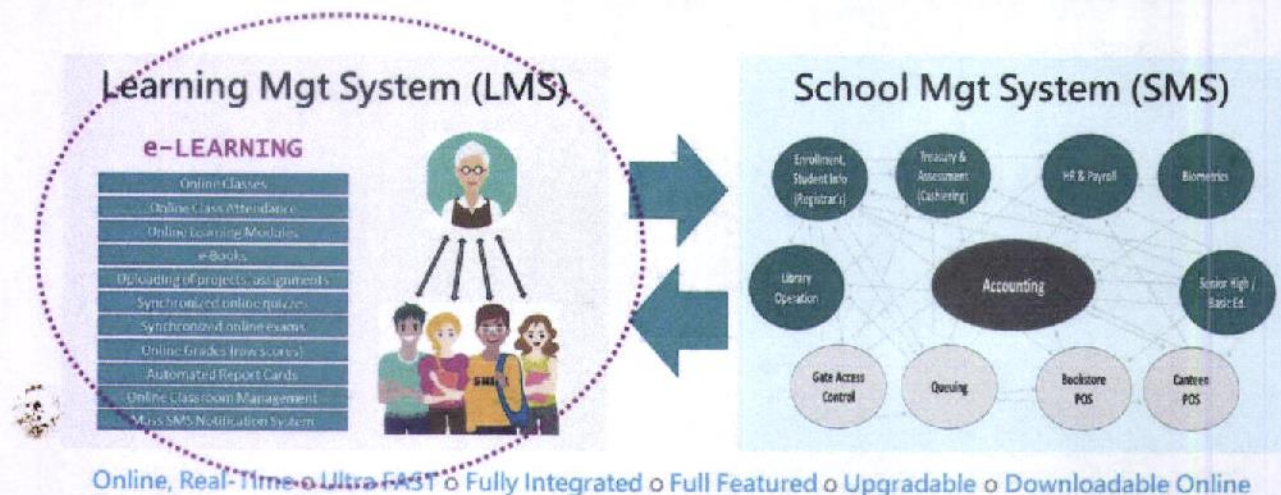 Learning Mgt System (LMS)
e-LEARNING
Online Classes
Online Class Attendance
Online Learning Modules
e-Books
Uploading of projects, assignments
Synchronized online quizzes
Synchronized online exams
Online Grades (raw scores)
Automated Report Cards
Online Classroom Management
Mass SMS Notification System
School Mgt System (SMS)
Enrollment,
Student Info
(Registrar's)
Treasury &
Assessment
(Cashiering)
HR & Payroll
Biometrics
Library
Operation
Accounting
Senior High /
Basic Ed.
Gate Access
Control
Queuing
Bookstore
POS
Canteen
POS
Online, Real-Time o Ultra FAST o Fully Integrated o Full Featured o Upgradable o Downloadable Online